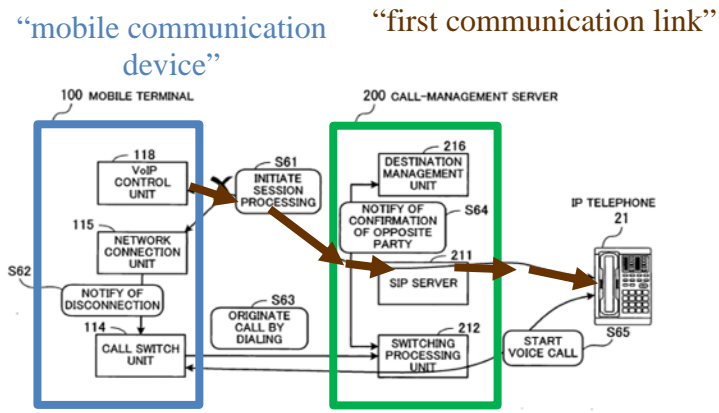 “mobile communication
device”
“first communication link”
100 MOBILE TERMINAL
200 CALL-MANAGEMENT SERVER
118
VoIP
CONTROL
UNIT
S61
INITIATE
SESSION
PROCESSING
216
DESTINATION
MANAGEMENT
UNIT
NOTIFY OF
CONFIRMATION
OF OPPOSITE
PARTY
S64
IP TELEPHONE
21
115
NETWORK
CONNECTION
UNIT
211
SIP SERVER
S62
NOTIFY OF
DISCONNECTION
S63
ORIGINATE
CALL BY
DIALING
114
CALL SWITCH
UNIT
212
SWITCHING
PROCESSING
UNIT
START
VOICE CALL
S65